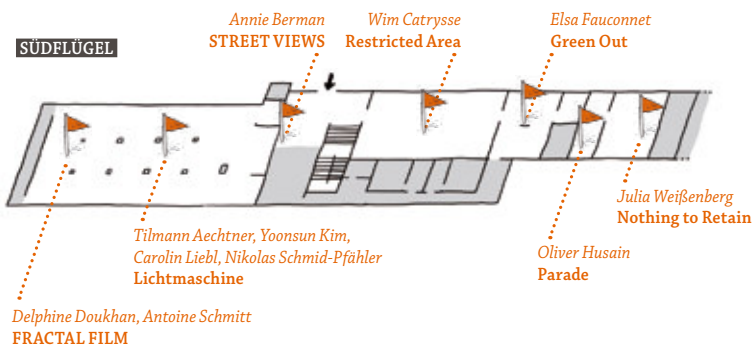 SÜDFLÜGEL
Annie Berman
STREET VIEWS
Wim Catrysse
Restricted Area
Elsa Fauconnet
Green Out
Julia Weißenberg
Nothing to Retain
Oliver Husain
Parade
Tilmann Aechtner, Yoonsun Kim,
Carolin Liebl, Nikolas Schmid-Pfähler
Lichtmaschine
Delphine Doukhan, Antoine Schmitt
FRACTAL FILM